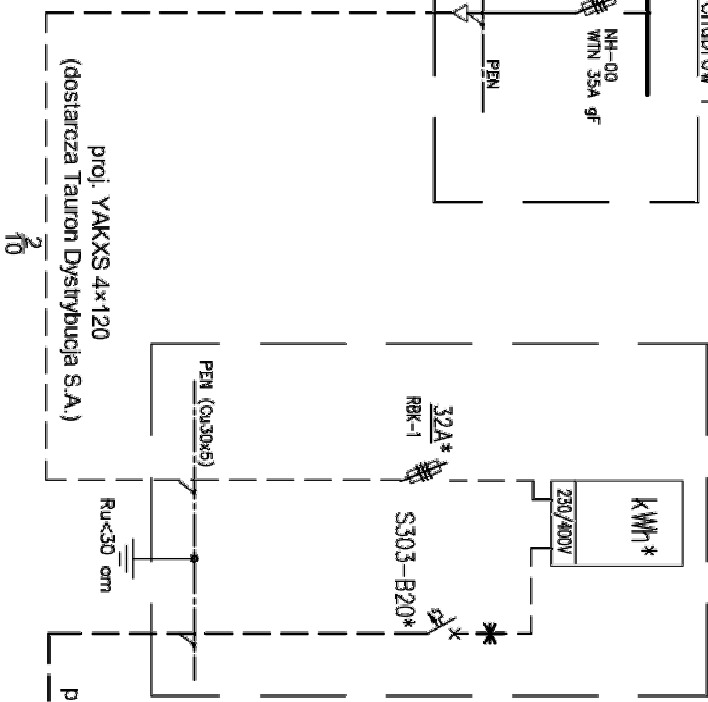 NH-00
WTN 35A gF
PEN
proj. YAKXS 4x120
(dostarcza Tauron Dystrybucja S.A.)
2
10
kWh*
230/400V
32A*
RBK-1
PEN (Cu30x5)
S303-B20*
Ru<30 om
p